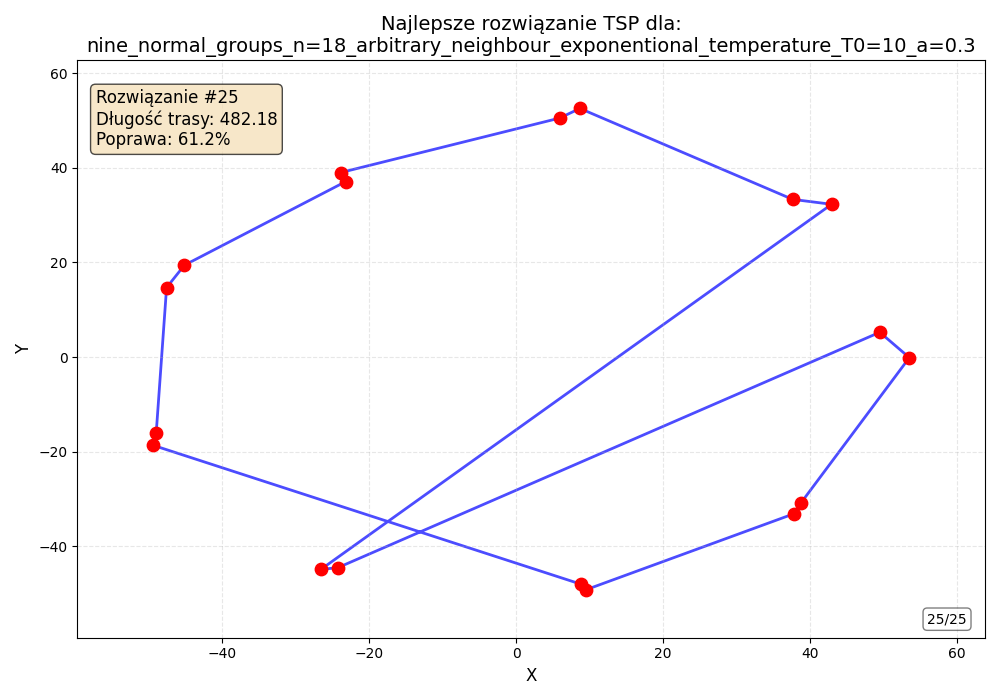 Najlepsze rozwiązanie TSP dla:
nine_normal_groups_n=18_arbitrary_neighbour_exponentional_temperature_T0=10_a=0.3
Rozwiązanie #25
Długość trasy: 482.18
Poprawa: 61.2%
60
40
20
0
−20
−40
Y
25/25
−40
−20
0
20
40
60
X